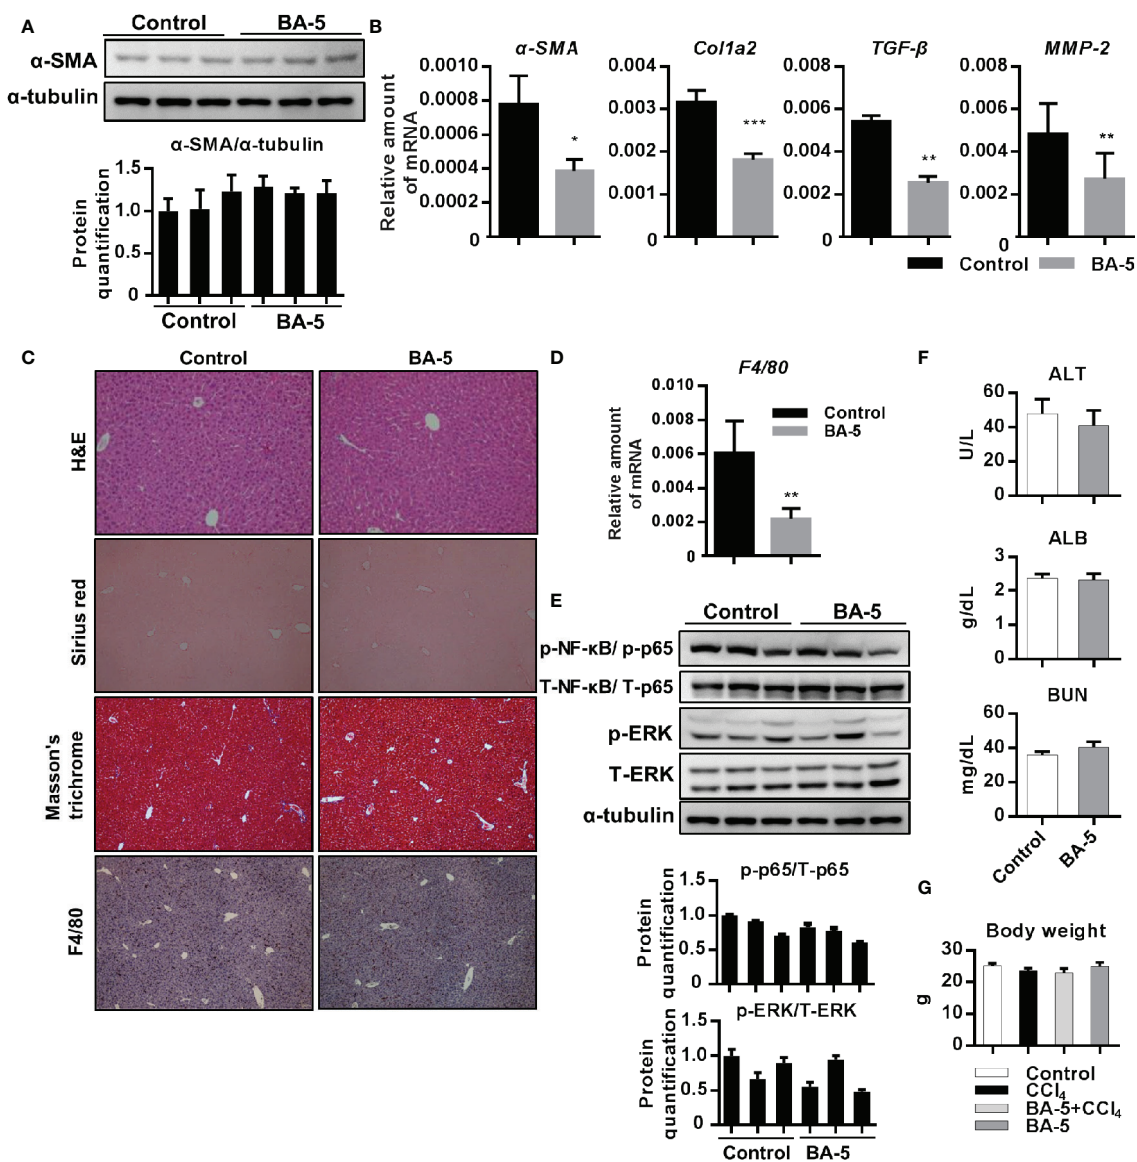 A
Control BA-5
α-SMA
α-tubulin
α-SMA/α-tubulin
Protein
quantification
1.5
1.0
0.5
0
Control BA-5
B
Relative amount
of mRNA
α-SMA
0.0010
0.0008
0.0006
0.0004
0.0002
0
*
Col1a2
0.004
0.003
0.002
0.001
0
***
TGF-β
0.008
0.006
0.004
0.002
0
**
MMP-2
0.008
0.006
0.004
0.002
0
**
Control BA-5
C
Control BA-5
H&E
Sirius red
Masson's
trichrome
F4/80
D
F4/80
Relative amount
of mRNA
0.010
0.008
0.006
0.004
0.002
0
**
Control
BA-5
E
Control BA-5
p-NF-κB/ p-p65
T-NF-κB/ T-p65
p-ERK
T-ERK
α-tubulin
p-p65/T-p65
Protein
quantification
1.5
1.0
0.5
0
p-ERK/T-ERK
Protein
quantification
1.5
1.0
0.5
0
Control BA-5
F
ALT
U/L
60
40
20
0
ALB
g/dL
3
2
1
0
BUN
mg/dL
60
40
20
0
Control BA-5
G
Body weight
g
30
20
10
0
Control
CCl₄
BA-5+CCl₄
BA-5